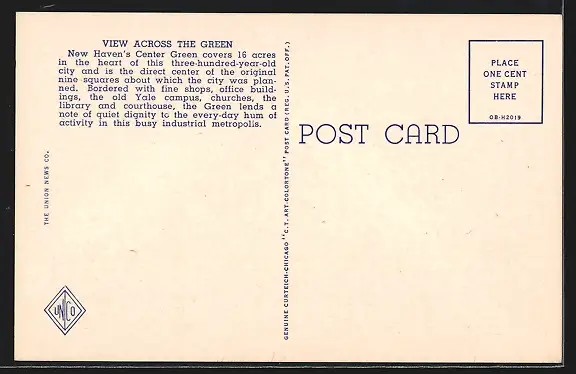 VIEW ACROSS THE GREEN
New Haven's Center Green covers 16 acres
in the heart of this three-hundred-year-old
city and is the direct center of the original
nine squares about which the city was plan-
ned. Bordered with fine shops, office build-
ings, the old Yale campus, churches, the
library and courthouse, the Green lends a
note of quiet dignity to the every-day hum of
activity in this busy industrial metropolis.
THE UNION NEWS CO.
UNCO
GENUINE CURTEICH-CHICAGO "C.T. ART-COLORTONE" POST CARD (REG. U.S. PAT. OFF.)
POST CARD
PLACE
ONE CENT
STAMP
HERE
OB-H2019